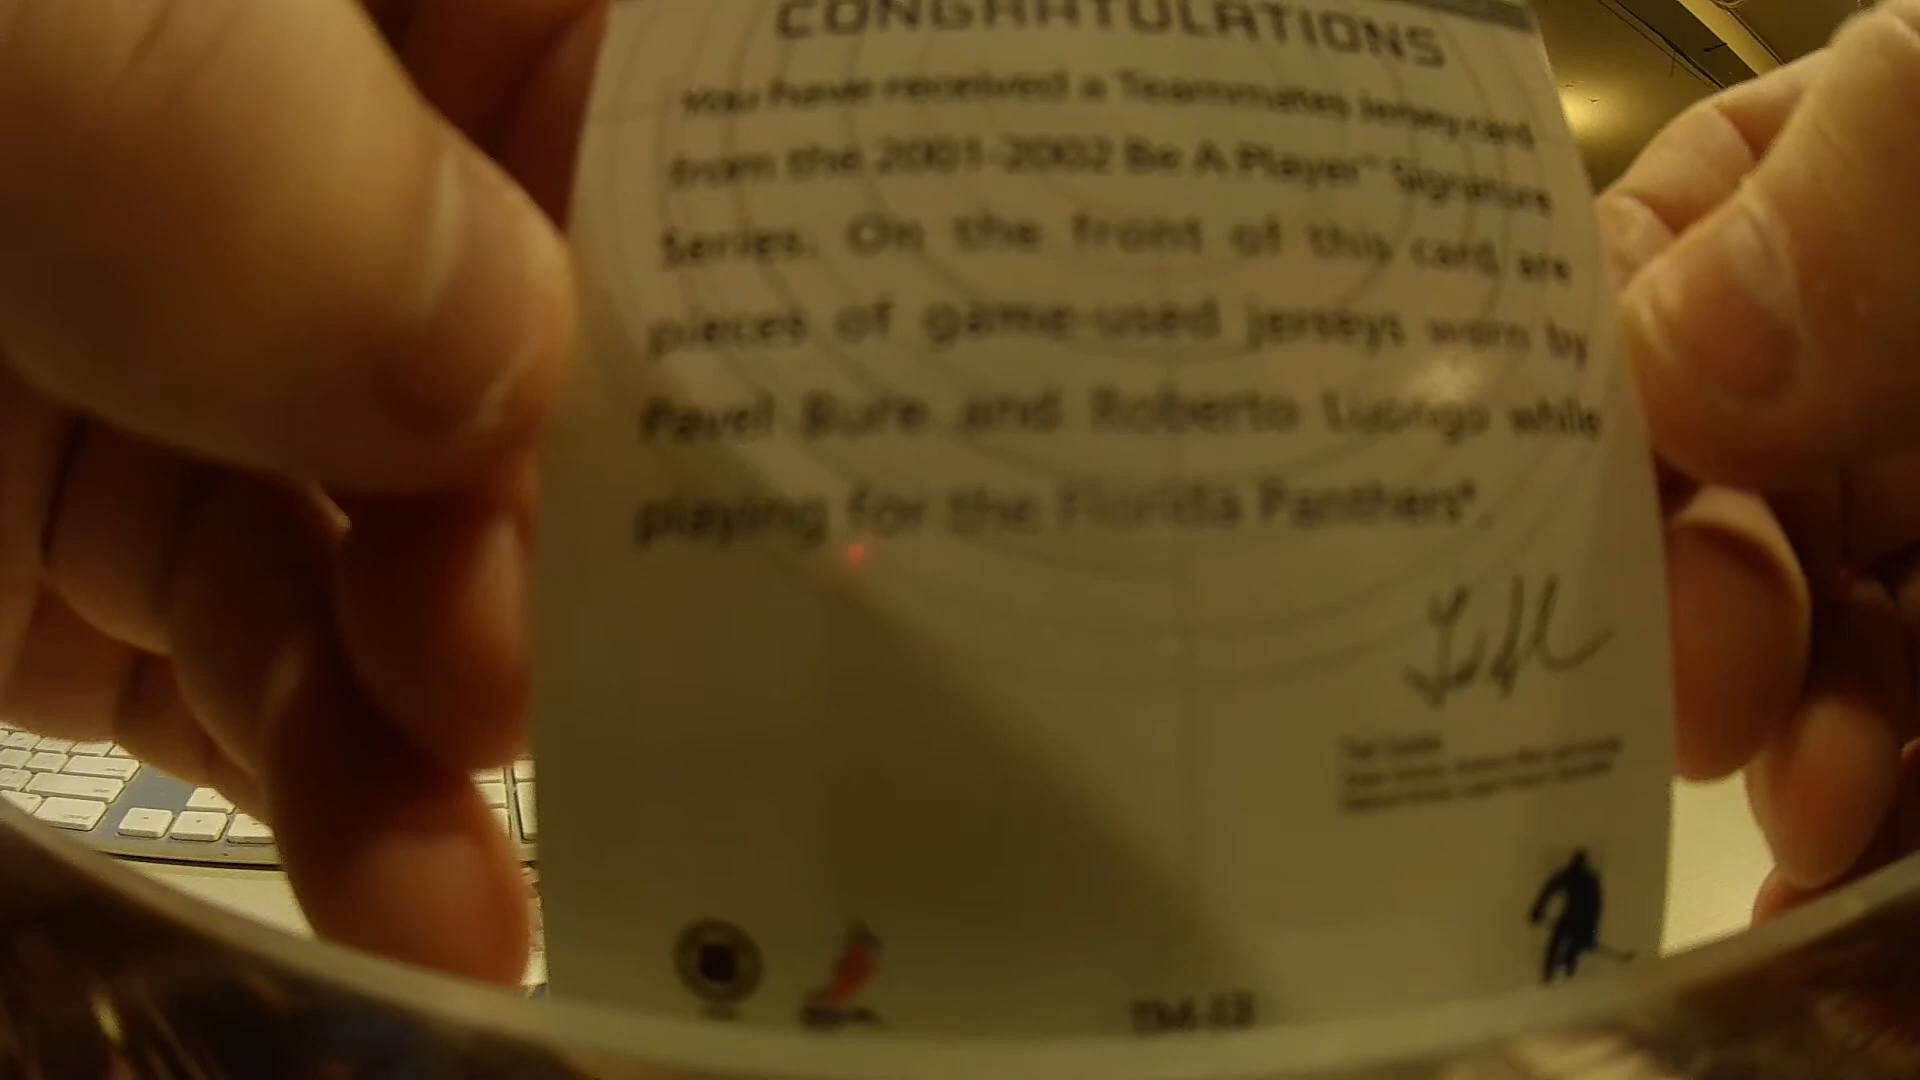 CONGRATULATIONS
You have received a Teammates Jersey card
from the 2001-2002 Be A Player™ Signature
Series. On the front of this card are
pieces of game-used jerseys worn by
Pavel Bure and Roberto Luongo while
playing for the Florida Panthers®.